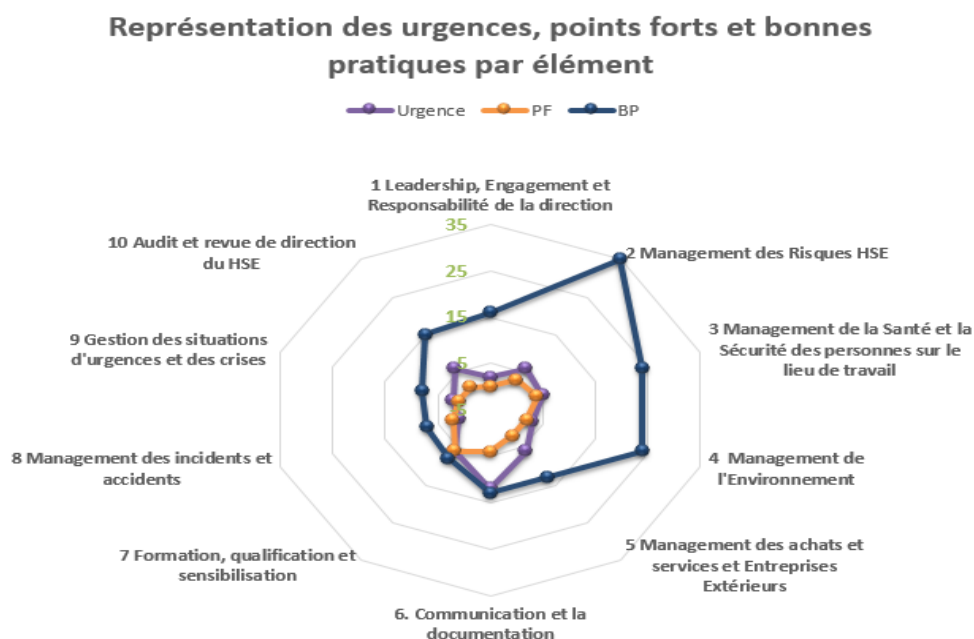 Représentation des urgences, points forts et bonnes
pratiques par élément
Urgence
PF
BP
1 Leadership, Engagement et
Responsabilité de la direction
35
10 Audit et revue de direction
du HSE
2 Management des Risques HSE
25
15
9 Gestion des situations
d'urgences et des crises
3 Management de la Santé et la
Sécurité des personnes sur le
lieu de travail
5
8 Management des incidents et
accidents
4 Management de
l'Environnement
7 Formation, qualification et
sensibilisation
5 Management des achats et
services et Entreprises
Extérieurs
6. Communication et la
documentation